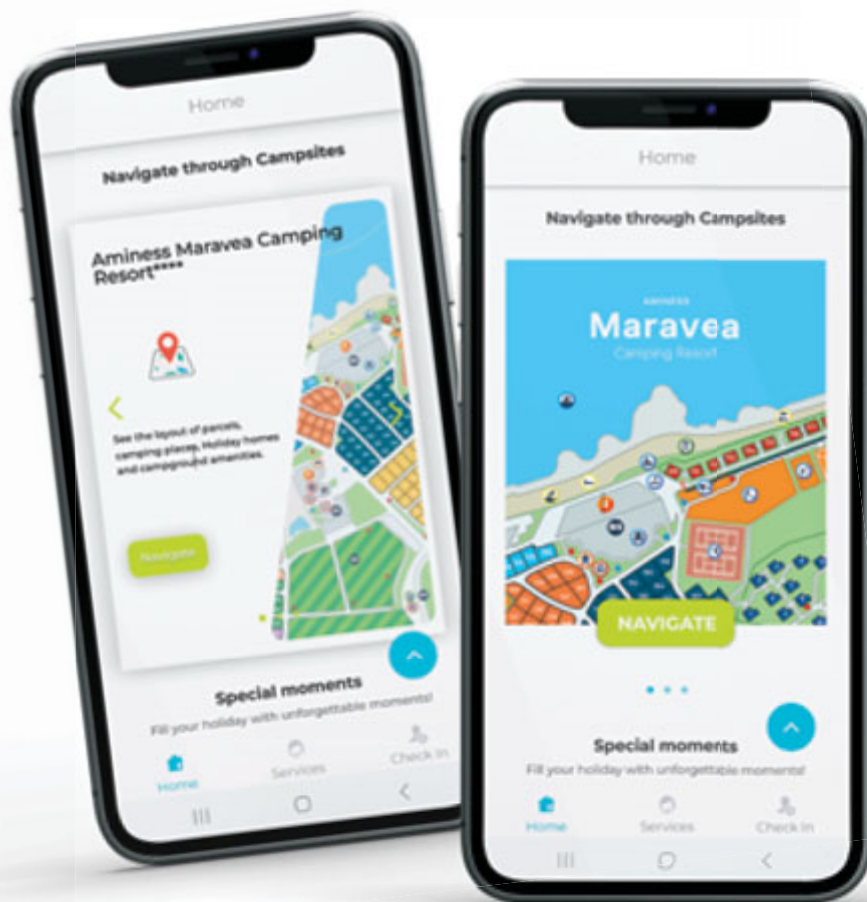 Home
Navigate through Campsites
Aminess Maravea Camping
Resort****
See the layout of parcels,
camping places, Holiday homes
and campground amenities.
Navigate
Special moments
Fill your holiday with unforgettable moments!
Home
Services
Check In
Home
Navigate through Campsites
AMINESS
Maravea
Camping Resort
NAVIGATE
Special moments
Fill your holiday with unforgettable moments!
Home
Services
Check In